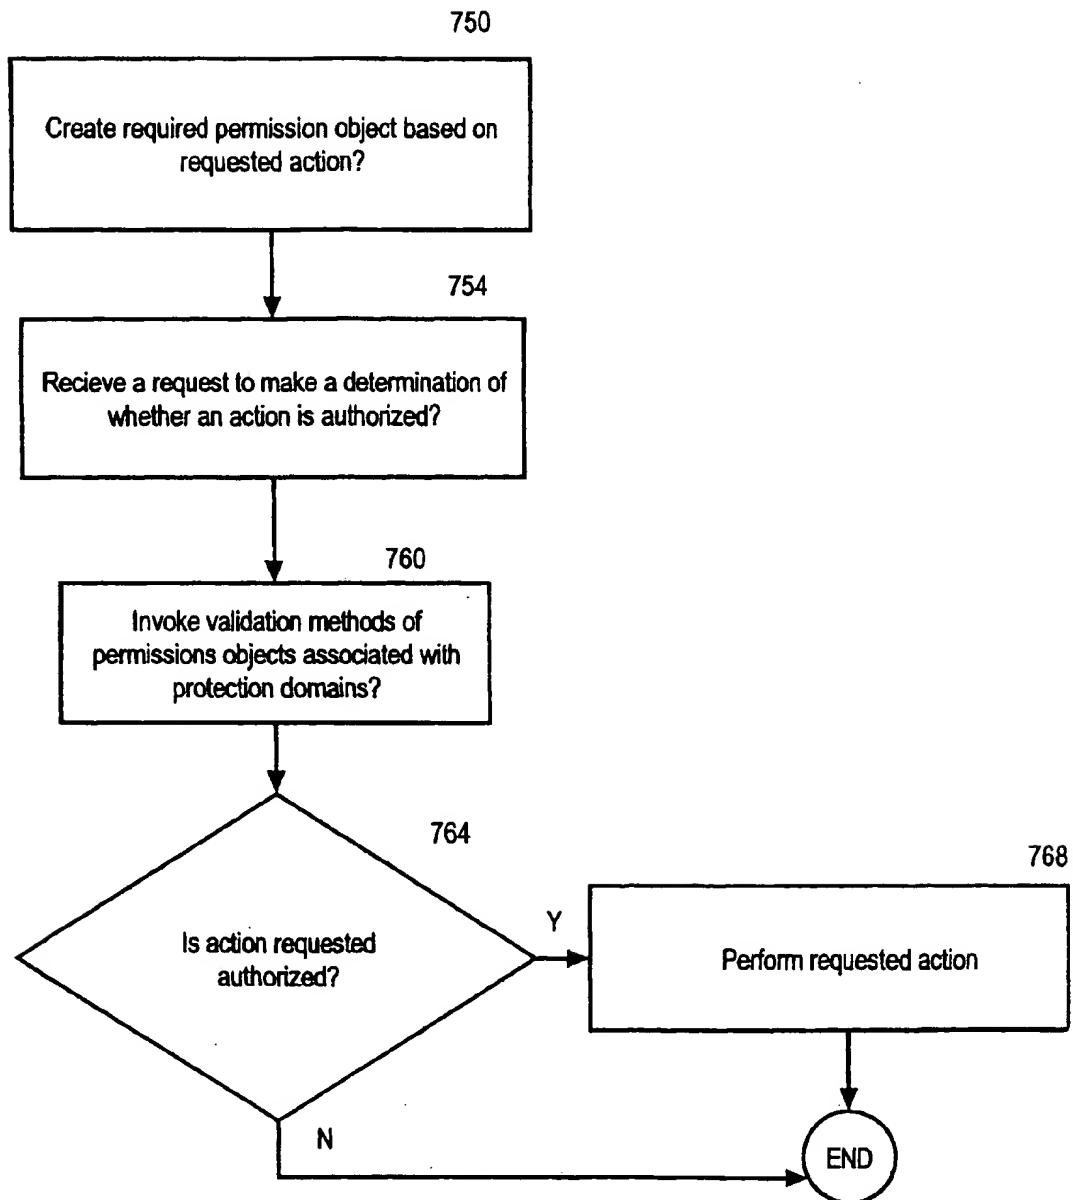 750
Create required permission object based on
requested action?
754
Recieve a request to make a determination of
whether an action is authorized?
760
Invoke validation methods of
permissions objects associated with
protection domains?
764
Is action requested
authorized?
Y
768
Perform requested action
N
END